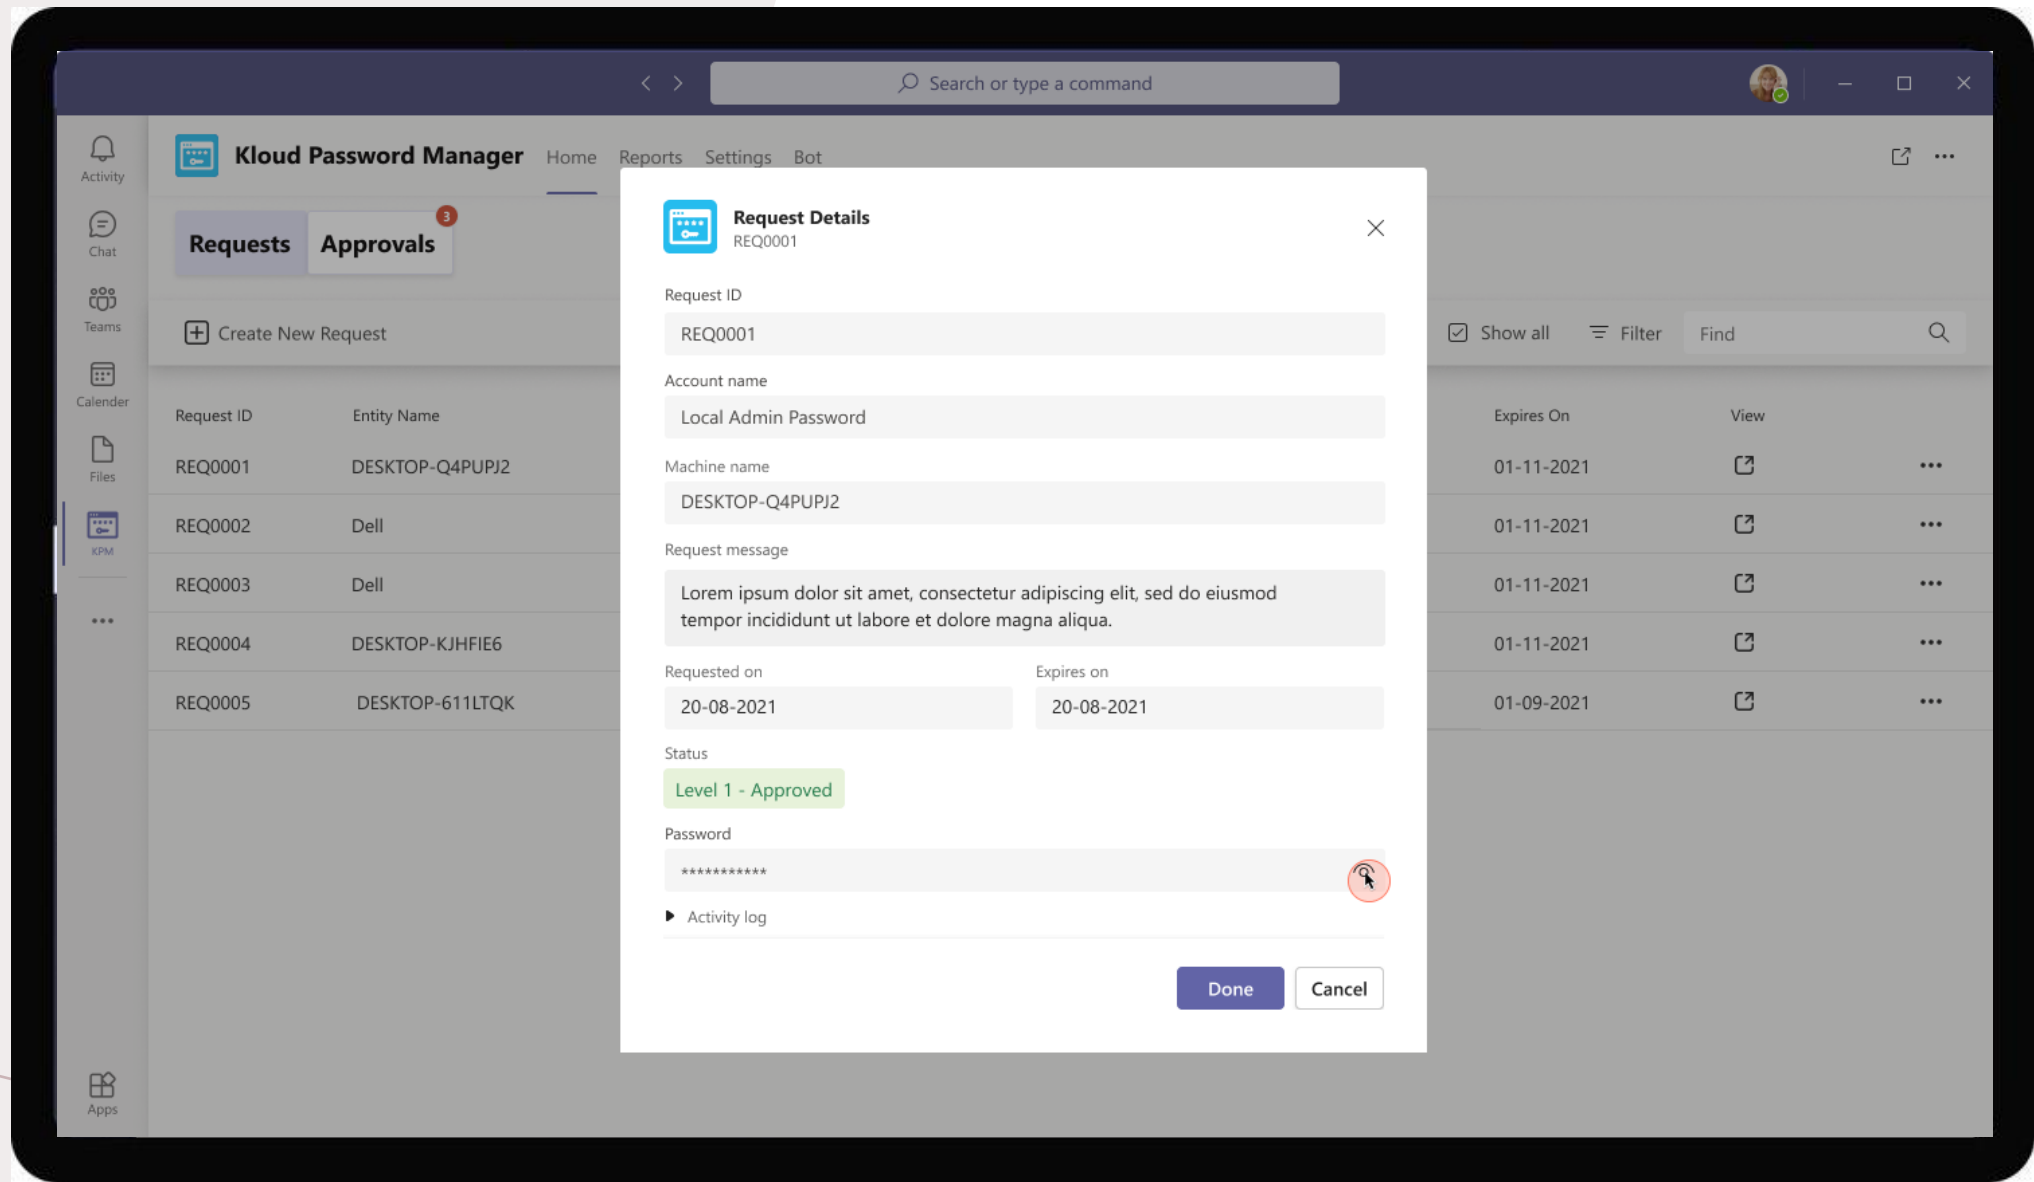 Search or type a command
Activity
Chat
Teams
Calender
Files
KPM
Apps
Kloud Password Manager Home Reports Settings Bot
Requests Approvals 3
Create New Request
Show all Filter Find
Request ID Entity Name Expires On View
REQ0001 DESKTOP-Q4PUPJ2 01-11-2021
REQ0002 Dell 01-11-2021
REQ0003 Dell 01-11-2021
REQ0004 DESKTOP-KJHFIE6 01-11-2021
REQ0005 DESKTOP-611LTQK 01-09-2021
Request Details
REQ0001
Request ID
REQ0001
Account name
Local Admin Password
Machine name
DESKTOP-Q4PUPJ2
Request message
Lorem ipsum dolor sit amet, consectetur adipiscing elit, sed do eiusmod
tempor incididunt ut labore et dolore magna aliqua.
Requested on Expires on
20-08-2021 20-08-2021
Status
Level 1 - Approved
Password
***********
Activity log
Done Cancel